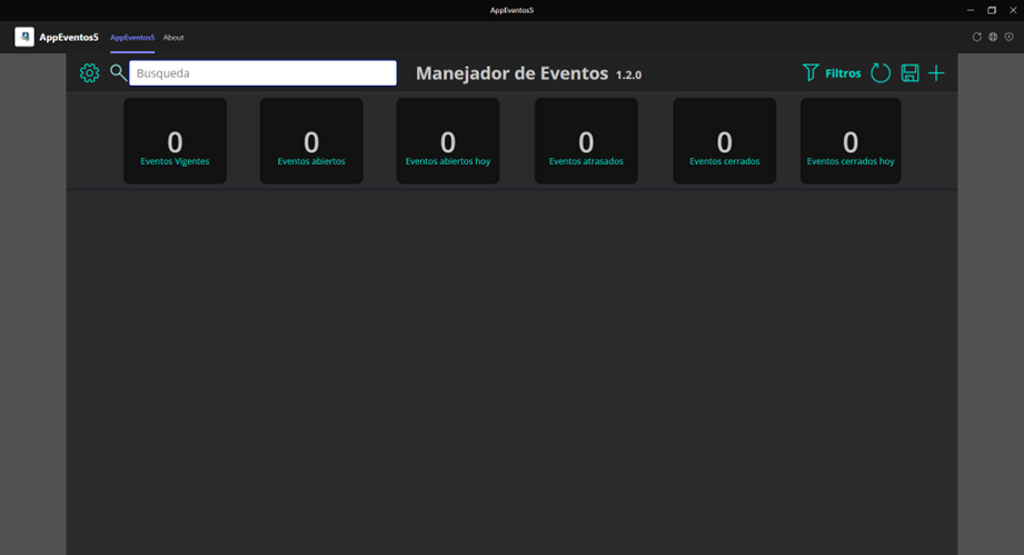 AppEventos5
AppEventos5 AppEventos5 About
Busqueda Manejador de Eventos 1.2.0 Filtros
0 0 0 0 0 0
Eventos Vigentes Eventos abiertos Eventos abiertos hoy Eventos atrasados Eventos cerrados Eventos cerrados hoy